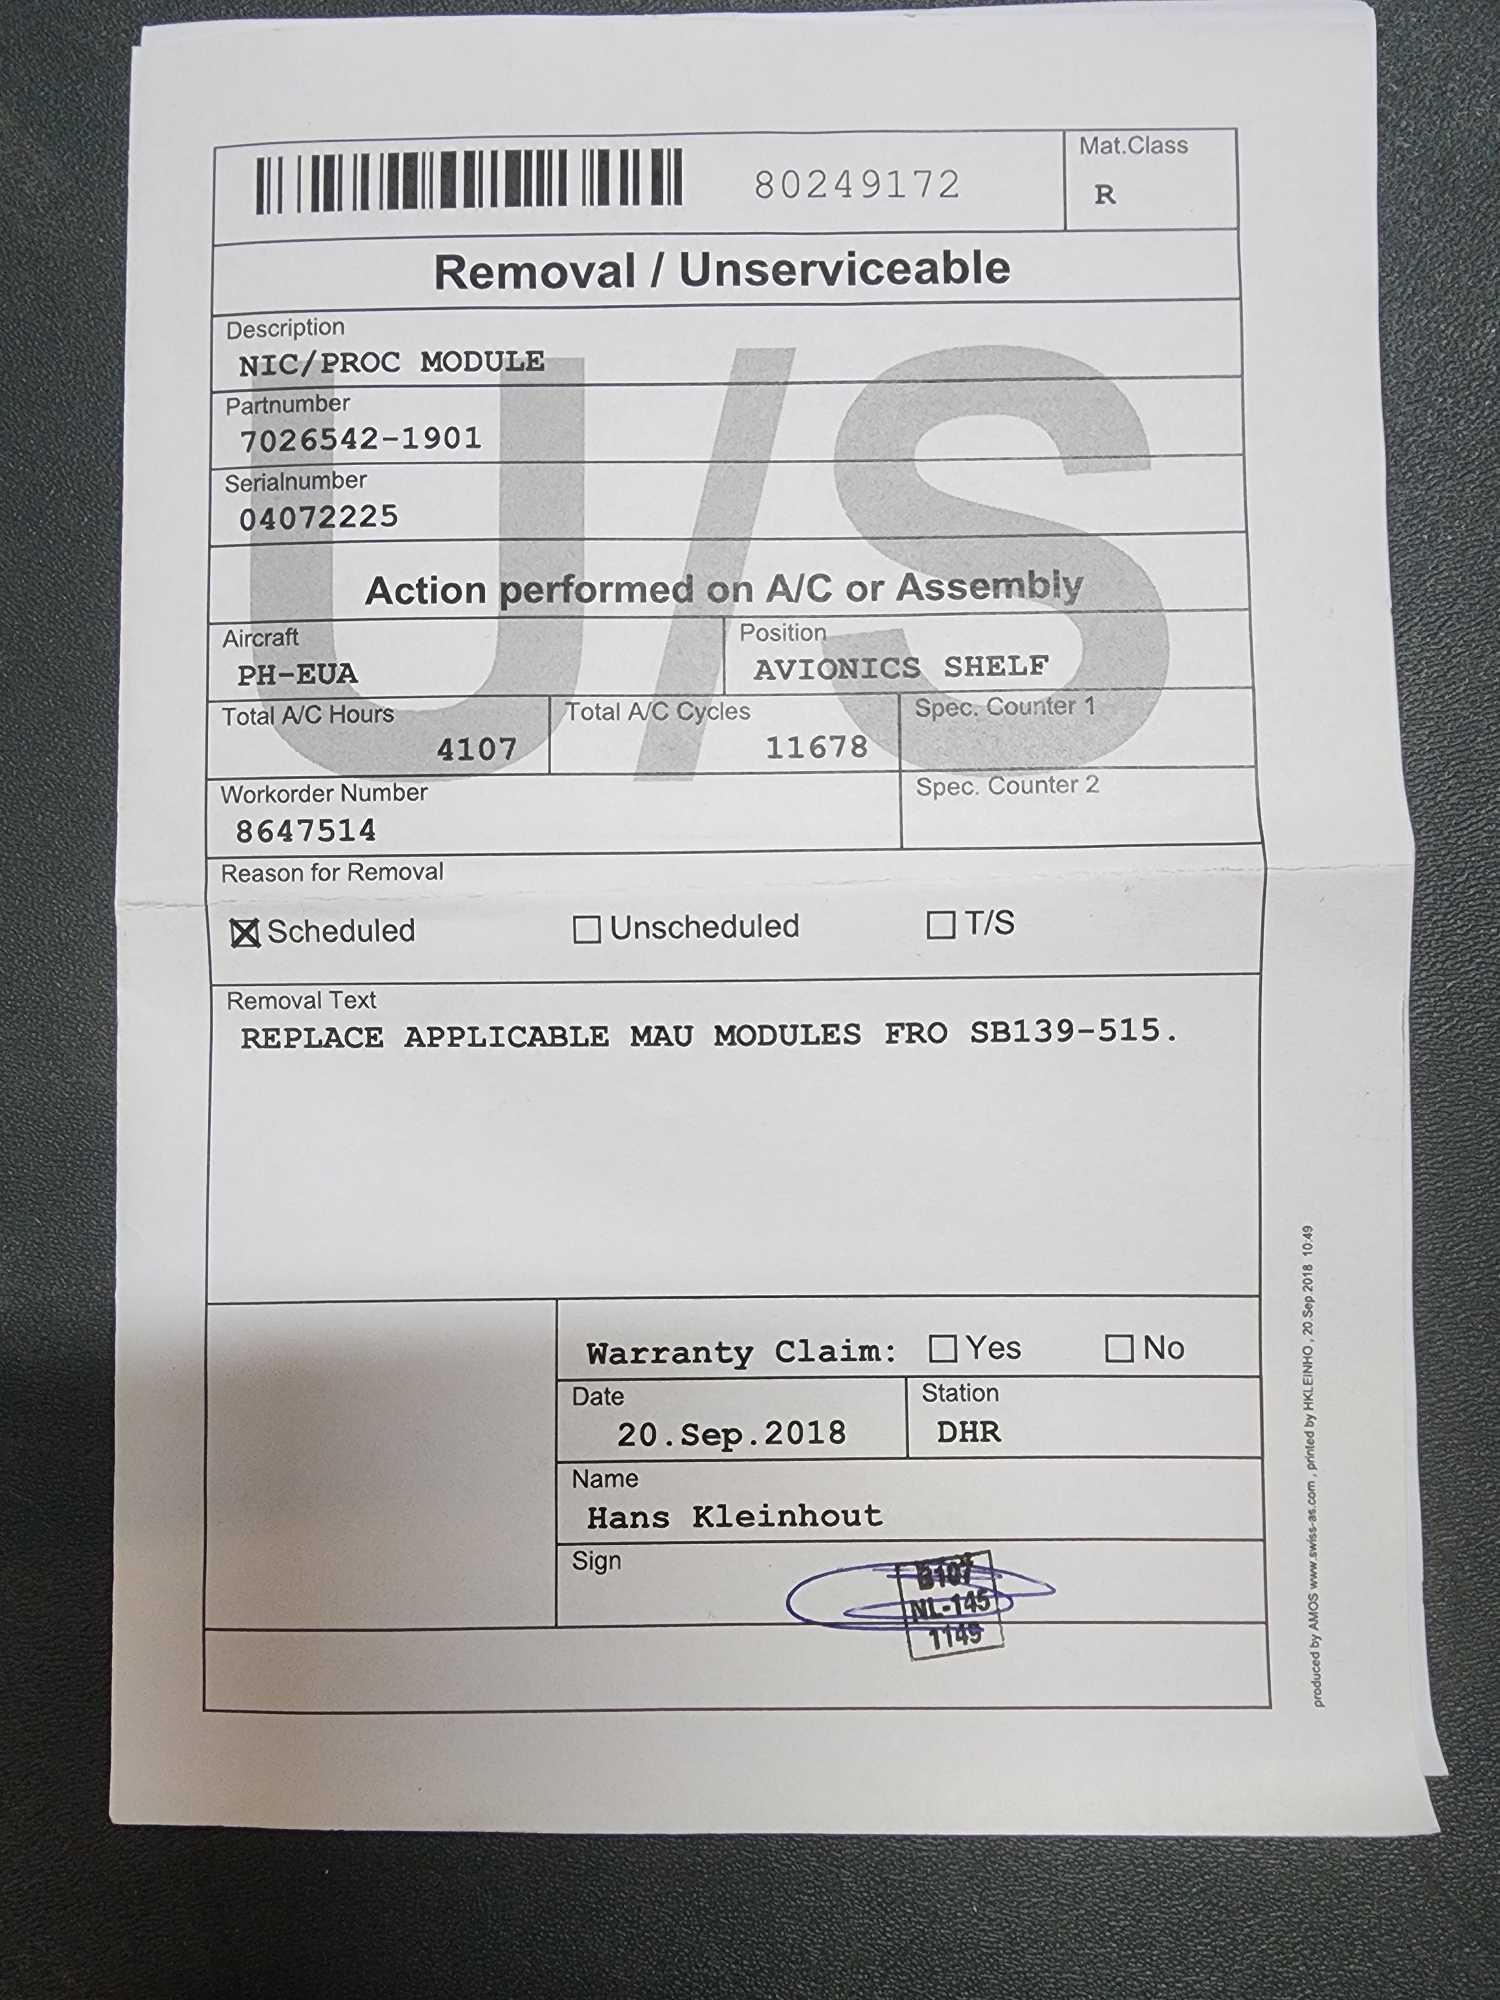 80249172
Mat.Class
R
Removal / Unserviceable
U/S
Description
NIC/PROC MODULE
Partnumber
7026542-1901
Serialnumber
04072225
Action performed on A/C or Assembly
Aircraft
PH-EUA
Position
AVIONICS SHELF
Total A/C Hours
4107
Total A/C Cycles
11678
Spec. Counter 1
Workorder Number
8647514
Spec. Counter 2
Reason for Removal
Scheduled Unscheduled T/S
Removal Text
REPLACE APPLICABLE MAU MODULES FRO SB139-515.
Warranty Claim: Yes No
Date
20.Sep.2018
Station
DHR
Name
Hans Kleinhout
Sign
B107
NL-145
1149
produced by AMOS www.swiss-as.com , printed by HKLEINHO , 20.Sep.2018 10:49